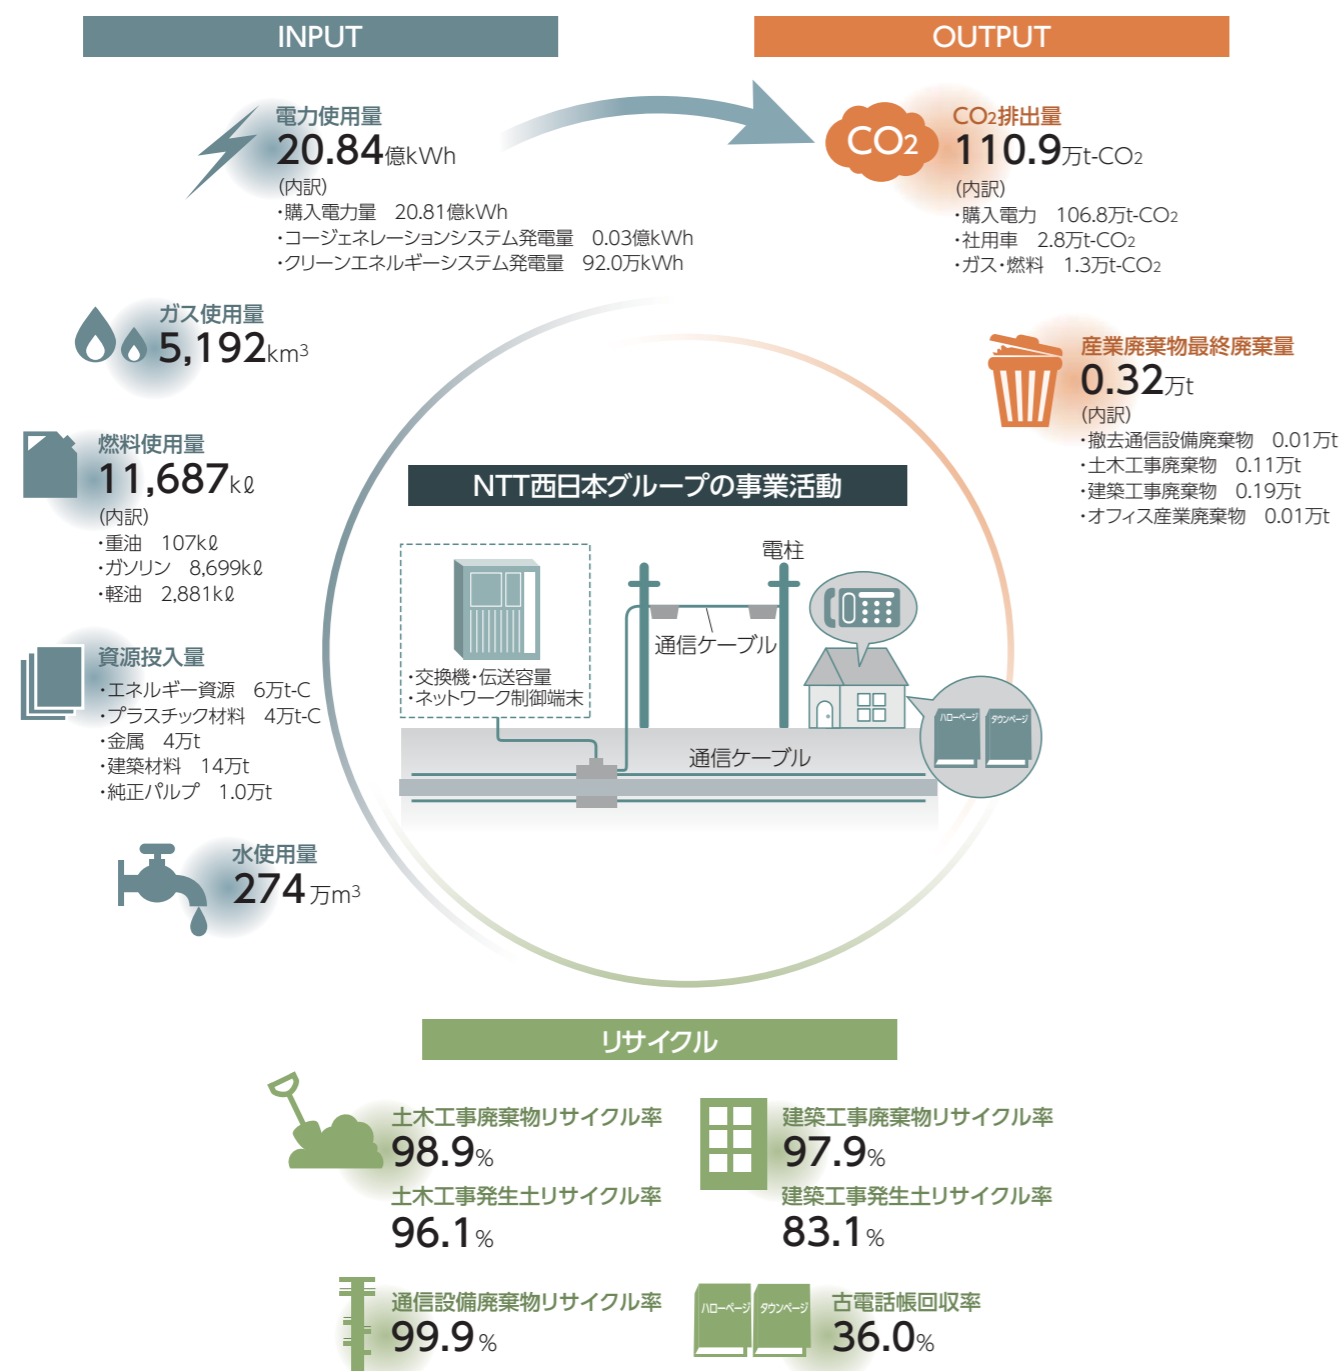 INPUT
OUTPUT
電力使用量
20.84億kWh
(内訳)
・購入電力量　20.81億kWh
・コージェネレーションシステム発電量　0.03億kWh
・クリーンエネルギーシステム発電量　92.0万kWh
CO2
CO2排出量
110.9万t-CO2
(内訳)
・購入電力　106.8万t-CO2
・社用車　2.8万t-CO2
・ガス・燃料　1.3万t-CO2
ガス使用量
5,192km3
産業廃棄物最終廃棄量
0.32万t
(内訳)
・撤去通信設備廃棄物　0.01万t
・土木工事廃棄物　0.11万t
・建築工事廃棄物　0.19万t
・オフィス産業廃棄物　0.01万t
燃料使用量
11,687kℓ
(内訳)
・重油　107kℓ
・ガソリン　8,699kℓ
・軽油　2,881kℓ
NTT西日本グループの事業活動
電柱
通信ケーブル
・交換機・伝送容量
・ネットワーク制御端末
ハローページ
タウンページ
通信ケーブル
資源投入量
・エネルギー資源　6万t-C
・プラスチック材料　4万t-C
・金属　4万t
・建築材料　14万t
・純正パルプ　1.0万t
水使用量
274万m3
リサイクル
土木工事廃棄物リサイクル率
98.9%
土木工事発生土リサイクル率
96.1%
建築工事廃棄物リサイクル率
97.9%
建築工事発生土リサイクル率
83.1%
通信設備廃棄物リサイクル率
99.9%
ハローページ
タウンページ
古電話帳回収率
36.0%